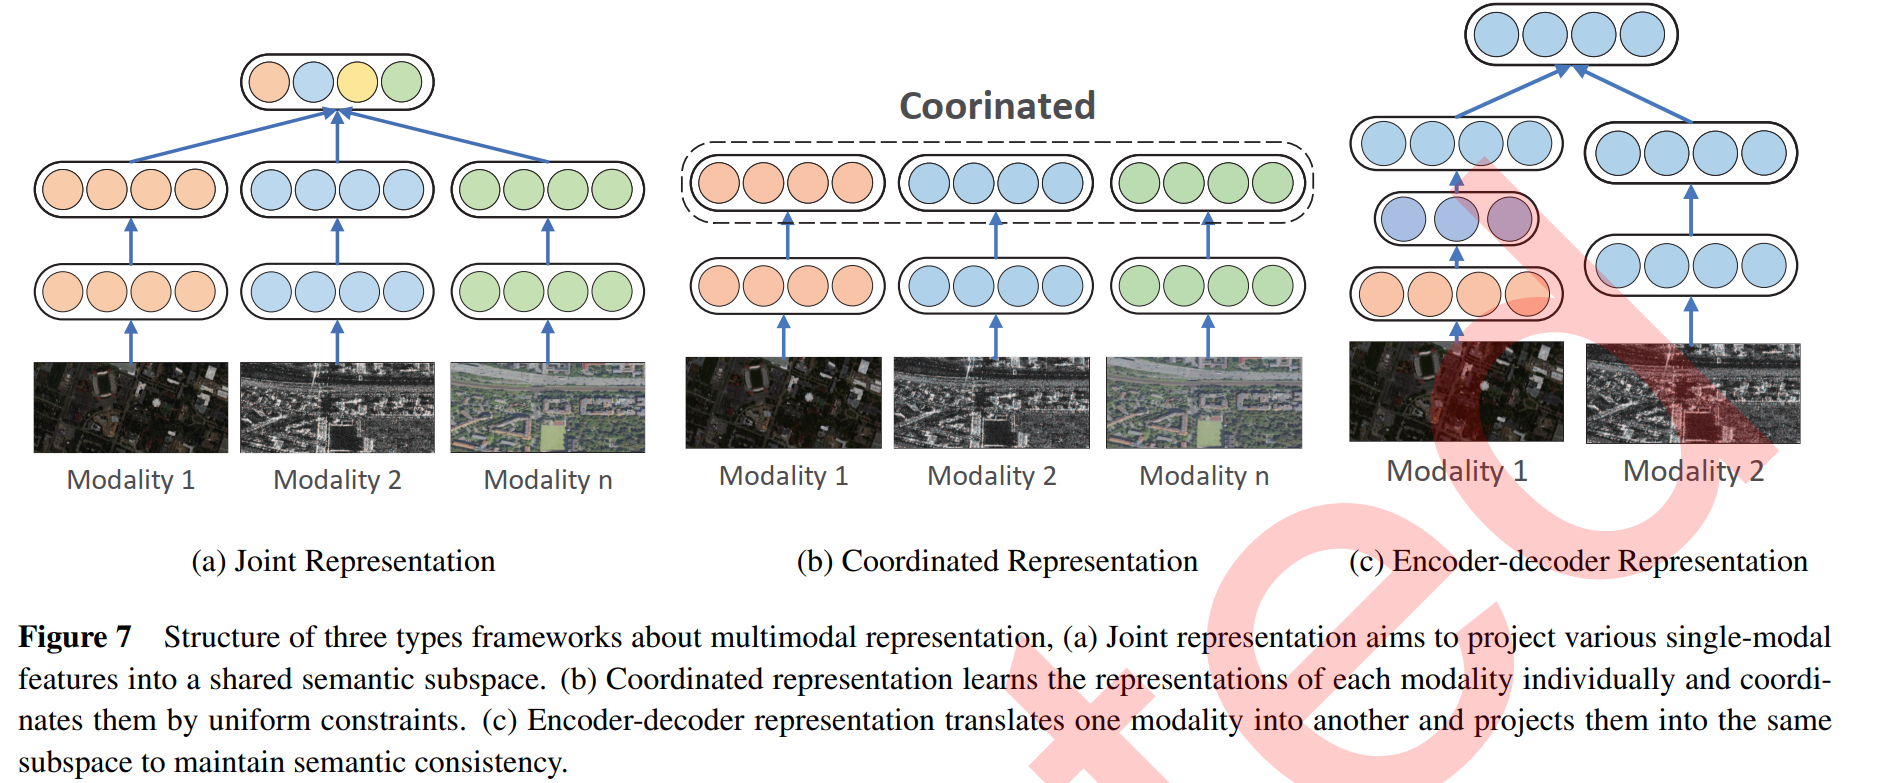 Coorinated
Modality 1 Modality 2 Modality n
Modality 1 Modality 2 Modality n
Modality 1 Modality 2
(a) Joint Representation
(b) Coordinated Representation
(c) Encoder-decoder Representation
Figure 7 Structure of three types frameworks about multimodal representation, (a) Joint representation aims to project various single-modal
features into a shared semantic subspace. (b) Coordinated representation learns the representations of each modality individually and coordi-
nates them by uniform constraints. (c) Encoder-decoder representation translates one modality into another and projects them into the same
subspace to maintain semantic consistency.
ted